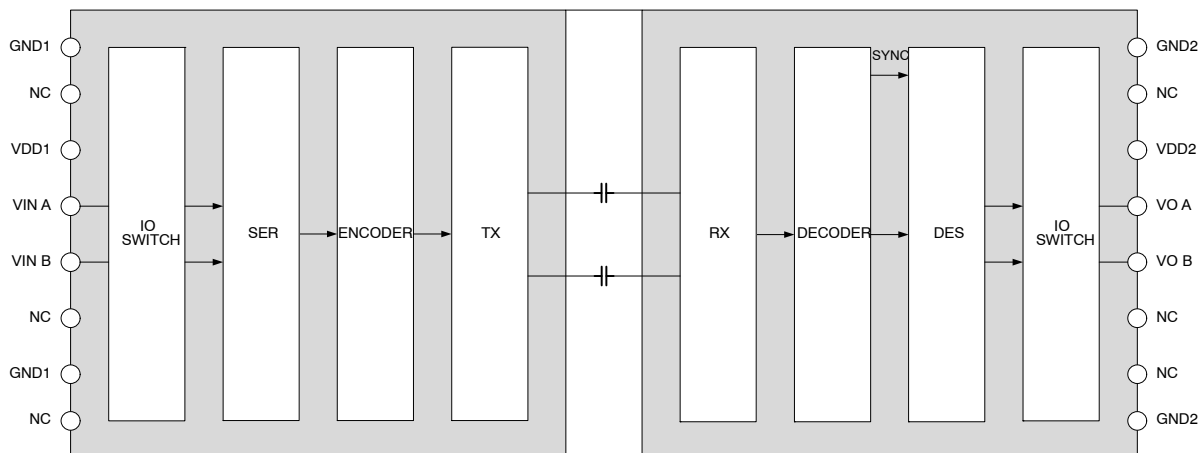 GND1
NC
VDD1
VIN A
VIN B
NC
GND1
NC
IO
SWITCH
SER
ENCODER
TX
RX
DECODER
SYNC
DES
IO
SWITCH
GND2
NC
VDD2
VO A
VO B
NC
NC
GND2